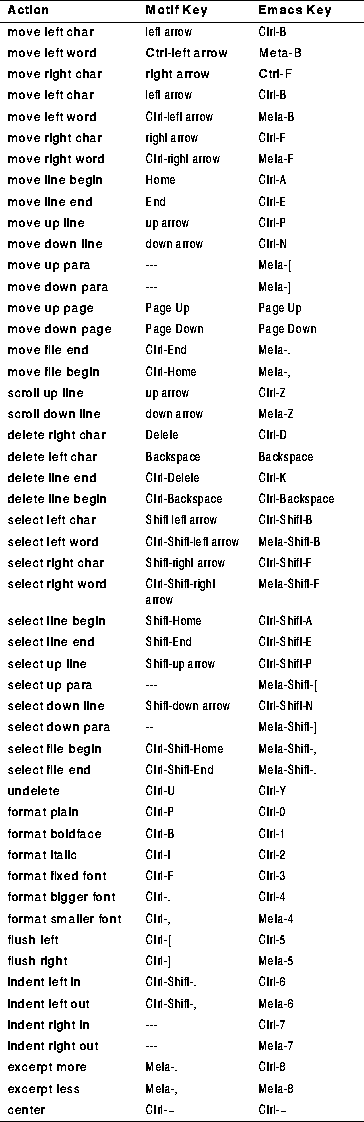 Action Motif Key Emacs Key
move left char left arrow Ctrl-B
move left word Ctrl-left arrow Meta-B
move right char right arrow Ctrl-F
move left char left arrow Ctrl-B
move left word Ctrl-left arrow Meta-B
move right char right arrow Ctrl-F
move right word Ctrl-right arrow Meta-F
move line begin Home Ctrl-A
move line end End Ctrl-E
move up line up arrow Ctrl-P
move down line down arrow Ctrl-N
move up para --- Meta-[
move down para --- Meta-]
move up page Page Up Page Up
move down page Page Down Page Down
move file end Ctrl-End Meta-.
move file begin Ctrl-Home Meta-,
scroll up line up arrow Ctrl-Z
scroll down line down arrow Meta-Z
delete right char Delete Ctrl-D
delete left char Backspace Backspace
delete line end Ctrl-Delete Ctrl-K
delete line begin Ctrl-Backspace Ctrl-Backspace
select left char Shift left arrow Ctrl-Shift-B
select left word Ctrl-Shift-left arrow Meta-Shift-B
select right char Shift-right arrow Ctrl-Shift-F
select right word Ctrl-Shift-right Meta-Shift-F
arrow
select line begin Shift-Home Ctrl-Shift-A
select line end Shift-End Ctrl-Shift-E
select up line Shift-up arrow Ctrl-Shift-P
select up para --- Meta-Shift-[
select down line Shift-down arrow Ctrl-Shift-N
select down para -- Meta-Shift-]
select file begin Ctrl-Shift-Home Meta-Shift-,
select file end Ctrl-Shift-End Meta-Shift-.
undelete Ctrl-U Ctrl-Y
format plain Ctrl-P Ctrl-0
format boldface Ctrl-B Ctrl-1
format italic Ctrl-I Ctrl-2
format fixed font Ctrl-F Ctrl-3
format bigger font Ctrl-. Ctrl-4
format smaller font Ctrl-, Meta-4
flush left Ctrl-[ Ctrl-5
flush right Ctrl-] Meta-5
indent left in Ctrl-Shift-. Ctrl-6
indent left out Ctrl-Shift-, Meta-6
indent right in --- Ctrl-7
indent right out --- Meta-7
excerpt more Meta-. Ctrl-8
excerpt less Meta-, Meta-8
center Ctrl-= Ctrl-=